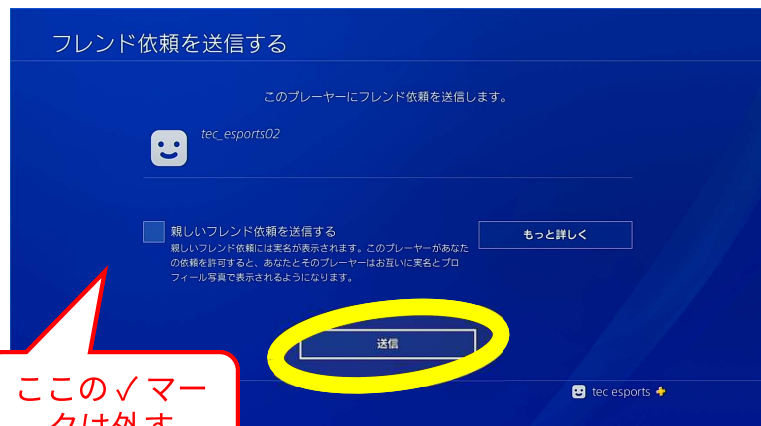 フレンド依頼を送信する
このプレーヤーにフレンド依頼を送信します。
tec_esports02
親しいフレンド依頼を送信する
親しいフレンド依頼には実名が表示されます。このプレーヤーがあなた
の依頼を許可すると、あなたとそのプレーヤーはお互いに実名とプロ
フィール写真で表示されるようになります。
もっと詳しく
送信
ここの✓マー
クは外す
tec esports